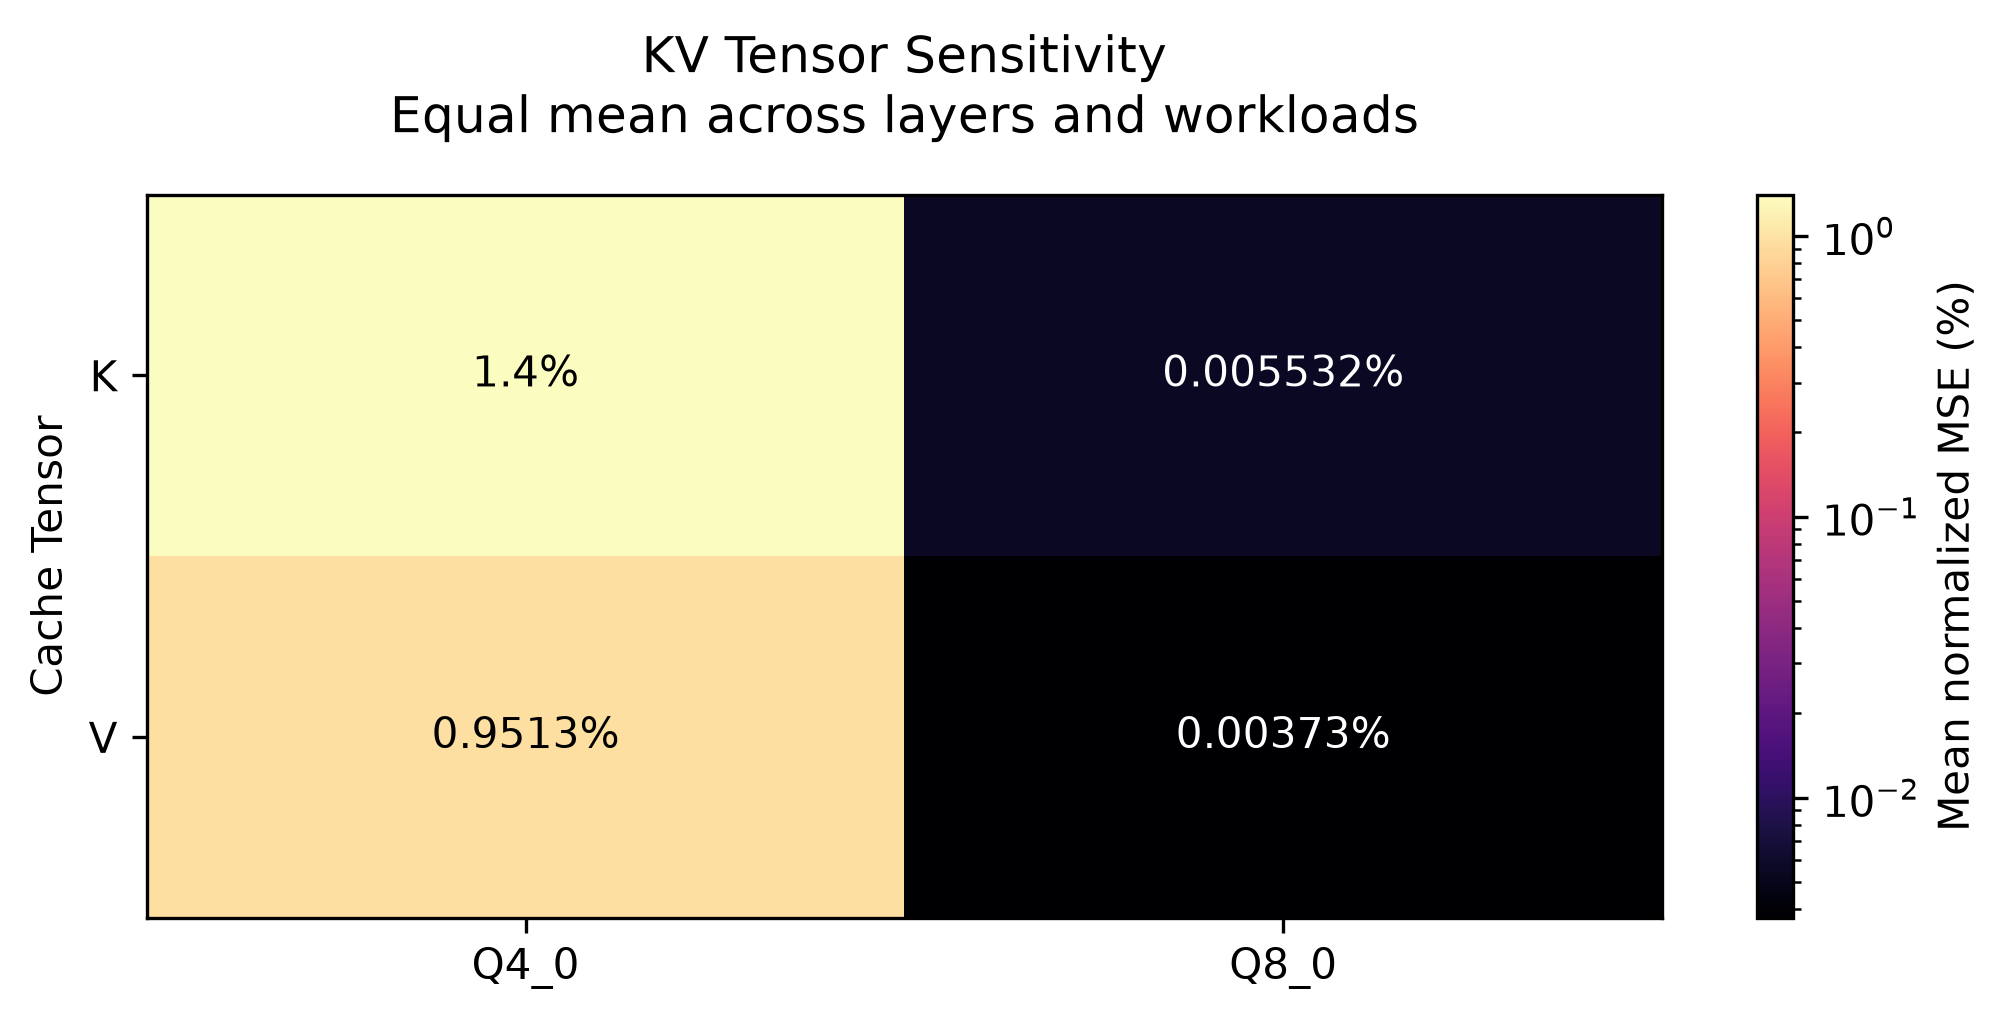 KV Tensor Sensitivity
Equal mean across layers and workloads
Cache Tensor
K
V
1.4%
0.005532%
0.9513%
0.00373%
Q4_0
Q8_0
10⁰
10⁻¹
10⁻²
Mean normalized MSE (%)